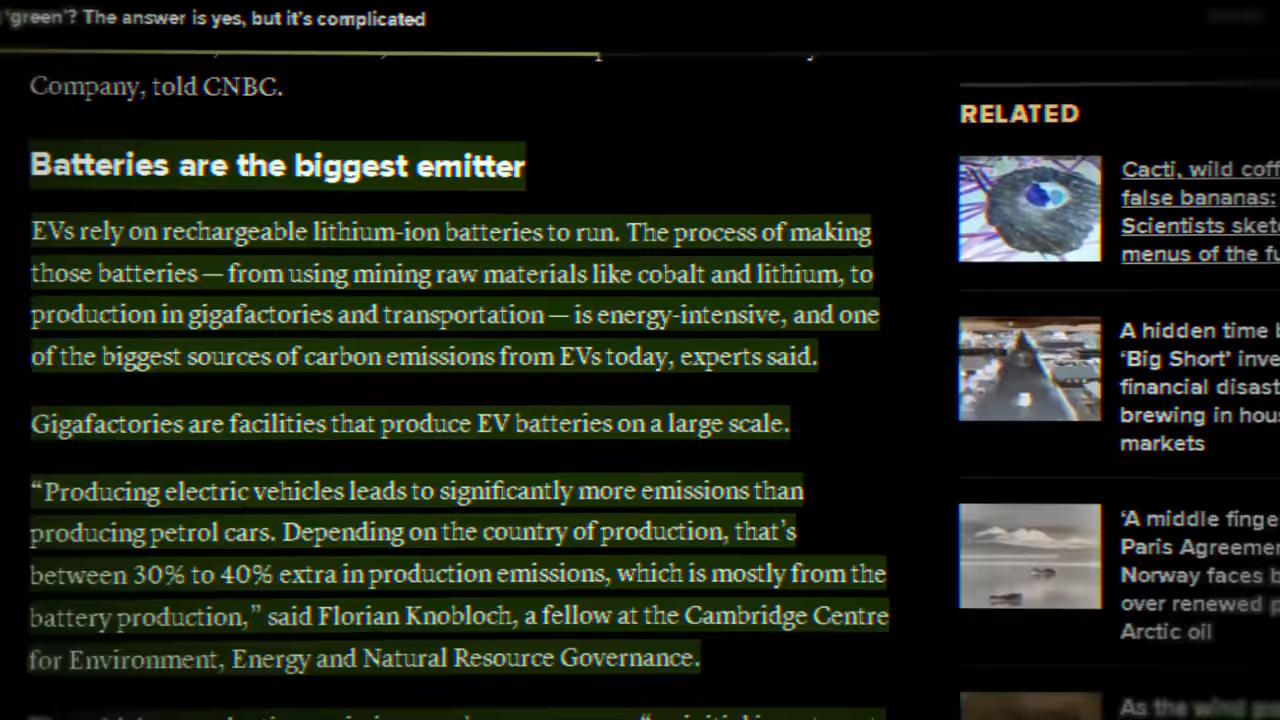 'green'? The answer is yes, but it's complicated
Company, told CNBC.
Batteries are the biggest emitter
EVs rely on rechargeable lithium-ion batteries to run. The process of making
those batteries — from using mining raw materials like cobalt and lithium, to
production in gigafactories and transportation — is energy-intensive, and one
of the biggest sources of carbon emissions from EVs today, experts said.
Gigafactories are facilities that produce EV batteries on a large scale.
“Producing electric vehicles leads to significantly more emissions than
producing petrol cars. Depending on the country of production, that’s
between 30% to 40% extra in production emissions, which is mostly from the
battery production,” said Florian Knobloch, a fellow at the Cambridge Centre
for Environment, Energy and Natural Resource Governance.
RELATED
Cacti, wild
false bananas:
Scientists
menus of the
A hidden time
‘Big Short’
financial
brewing in
markets
‘A middle
Paris
Norway faces
over renewed
Arctic oil
As the wind